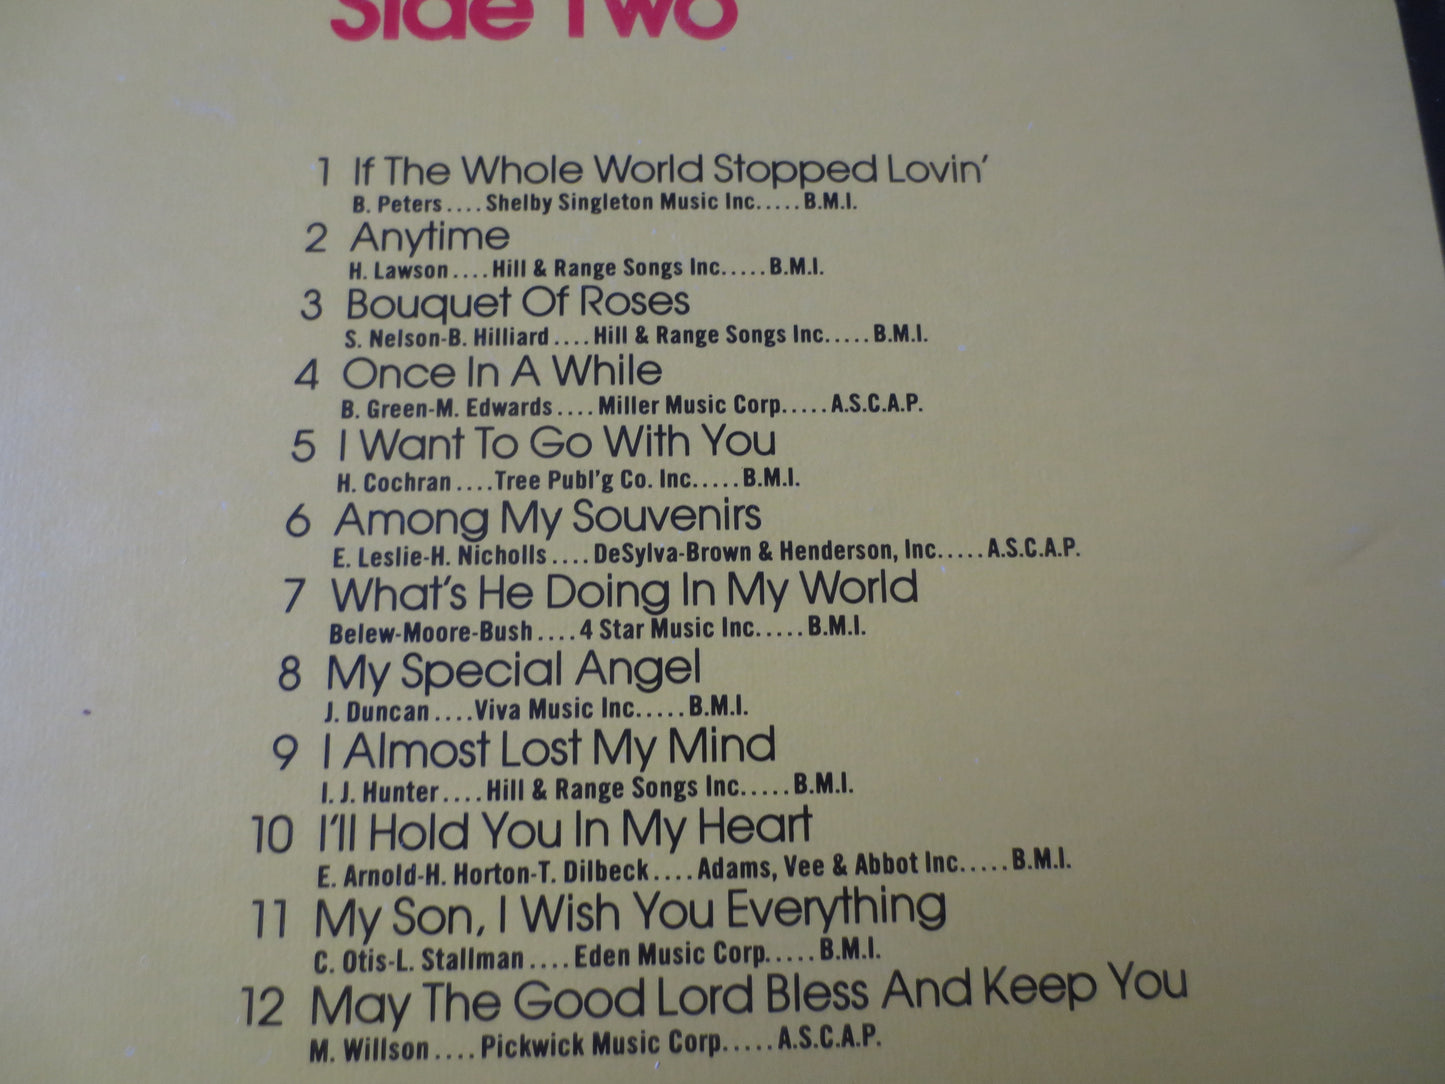 Side Two
1 If The Whole World Stopped Lovin'
B. Peters....Shelby Singleton Music Inc.....B.M.I.
2 Anytime
H. Lawson....Hill & Range Songs Inc.....B.M.I.
3 Bouquet Of Roses
S. Nelson-B. Hilliard....Hill & Range Songs Inc.....B.M.I.
4 Once In A While
B. Green-M. Edwards....Miller Music Corp.....A.S.C.A.P.
5 I Want To Go With You
H. Cochran....Tree Publ'g Co. Inc.....B.M.I.
6 Among My Souvenirs
E. Leslie-H. Nicholls....DeSylva-Brown & Henderson, Inc.....A.S.C.A.P.
7 What's He Doing In My World
Belew-Moore-Bush....4 Star Music Inc.....B.M.I.
8 My Special Angel
J. Duncan....Viva Music Inc.....B.M.I.
9 I Almost Lost My Mind
I. J. Hunter....Hill & Range Songs Inc.....B.M.I.
10 I'll Hold You In My Heart
E. Arnold-H. Horton-T. Dilbeck....Adams, Vee & Abbot Inc.....B.M.I.
11 My Son, I Wish You Everything
C. Otis-L. Stallman....Eden Music Corp.....B.M.I.
12 May The Good Lord Bless And Keep You
M. Willson....Pickwick Music Corp.....A.S.C.A.P.